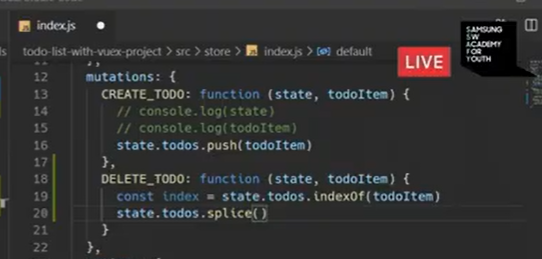 index.js
ls todo-list-with-vuex-project > src > store > index.js > default
LIVE
SAMSUNG
SW
ACADEMY
FOR
YOUTH
11 },
12 mutations: {
13 CREATE_TODO: function (state, todoItem) {
14 // console.log(state)
15 // console.log(todoItem)
16 state.todos.push(todoItem)
17 },
18 DELETE_TODO: function (state, todoItem) {
19 const index = state.todos.indexOf(todoItem)
20 state.todos.splice()
21 }
22 },